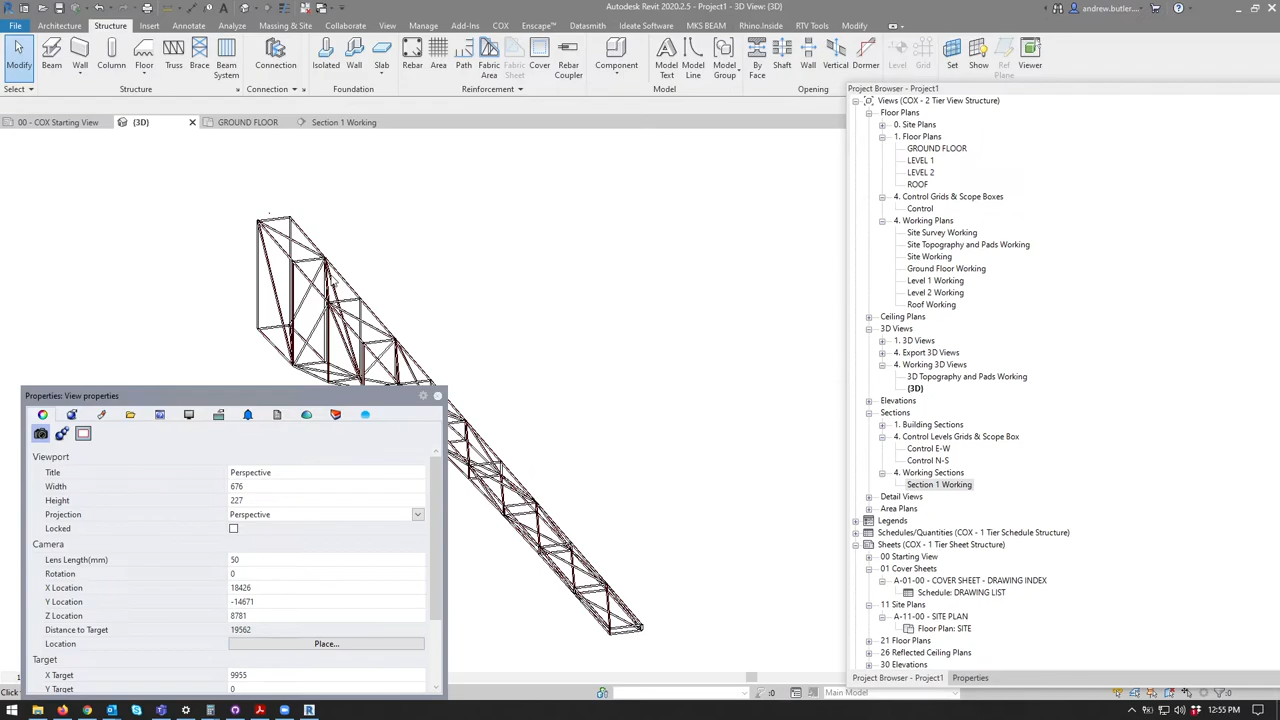 Autodesk Revit 2020.2.5 - Project1 - 3D View: {3D}
andrew.butler...
File Architecture Structure Massing & Site Collaborate View Manage Add-Ins COX Enscape™ Datasmith Ideate Software MKS BEAM Rhino.Inside RTV Tools Modify
Modify Beam Wall Column Floor Truss Brace Beam System Connection Isolated Wall Slab Rebar Area Path Fabric Area Fabric Sheet Cover Rebar Coupler Component Model Text Model Line Model Group By Face Shaft Wall Vertical Dormer Level Grid Set Show Ref Plane Viewer
Select Structure Connection Foundation Reinforcement Model Opening
Project Browser - Project1
00 - COX Starting View {3D} GROUND FLOOR Section 1 Working
Views (COX - 2 Tier View Structure)
Floor Plans
0. Site Plans
1. Floor Plans
GROUND FLOOR
LEVEL 1
LEVEL 2
ROOF
4. Control Grids & Scope Boxes
Control
4. Working Plans
Site Survey Working
Site Topography and Pads Working
Site Working
Ground Floor Working
Level 1 Working
Level 2 Working
Roof Working
Ceiling Plans
3D Views
1. 3D Views
4. Export 3D Views
4. Working 3D Views
3D Topography and Pads Working
{3D}
Elevations
Sections
1. Building Sections
4. Control Levels Grids & Scope Box
Control E-W
Control N-S
4. Working Sections
Section 1 Working
Detail Views
Area Plans
Legends
Schedules/Quantities (COX - 1 Tier Schedule Structure)
Sheets (COX - 1 Tier Sheet Structure)
00 Starting View
01 Cover Sheets
A-01-00 - COVER SHEET - DRAWING INDEX
Schedule: DRAWING LIST
11 Site Plans
A-11-00 - SITE PLAN
Floor Plan: SITE
21 Floor Plans
26 Reflected Ceiling Plans
30 Elevations
Project Browser - Project1 Properties
Properties: View properties
Viewport
Title Perspective
Width 676
Height 227
Projection Perspective
Locked
Camera
Lens Length(mm) 50
Rotation 0
X Location 18426
Y Location -14671
Z Location 8781
Distance to Target 19562
Location Place...
Target
X Target 9955
Y Target 0
Click
:0 Main Model :0
12:55 PM